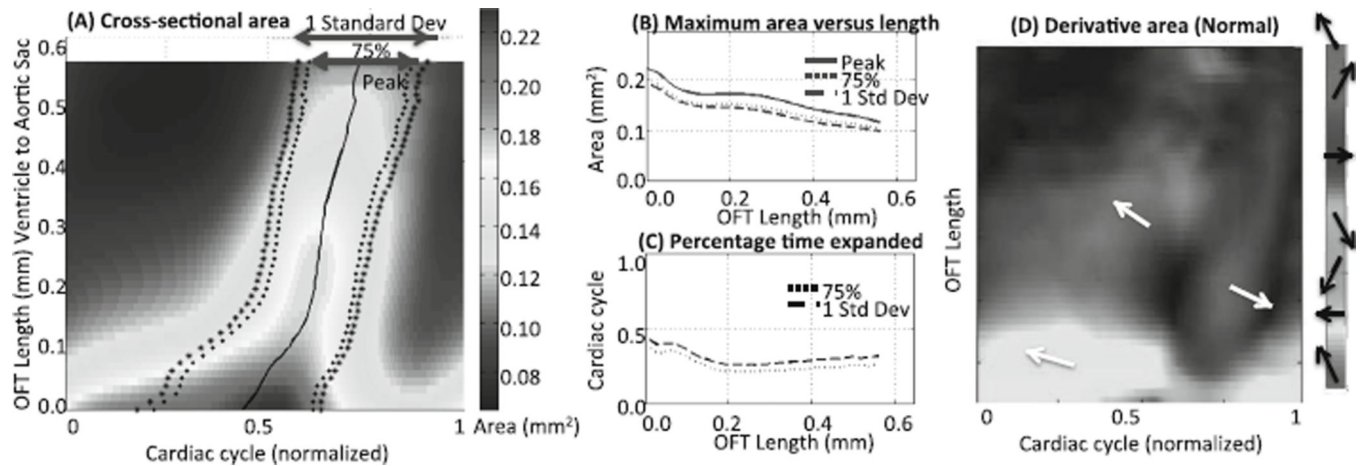 (A) Cross-sectional area
1 Standard Dev
75%
Peak
OFT Length (mm) Ventricle to Aortic Sac
0.6
0.5
0.4
0.3
0.2
0.1
0.0
0
0.5
1
Cardiac cycle (normalized)
0.22
0.20
0.18
0.16
0.14
0.12
0.10
0.08
Area (mm²)
(B) Maximum area versus length
Peak
75%
1 Std Dev
Area (mm²)
0.2
0.1
0.0
0.0
0.2
0.4
0.6
OFT Length (mm)
(C) Percentage time expanded
75%
1 Std Dev
Cardiac cycle
1.0
0.5
0.0
0.0
0.2
0.4
0.6
OFT Length (mm)
(D) Derivative area (Normal)
OFT Length
0
0.5
1
Cardiac cycle (normalized)